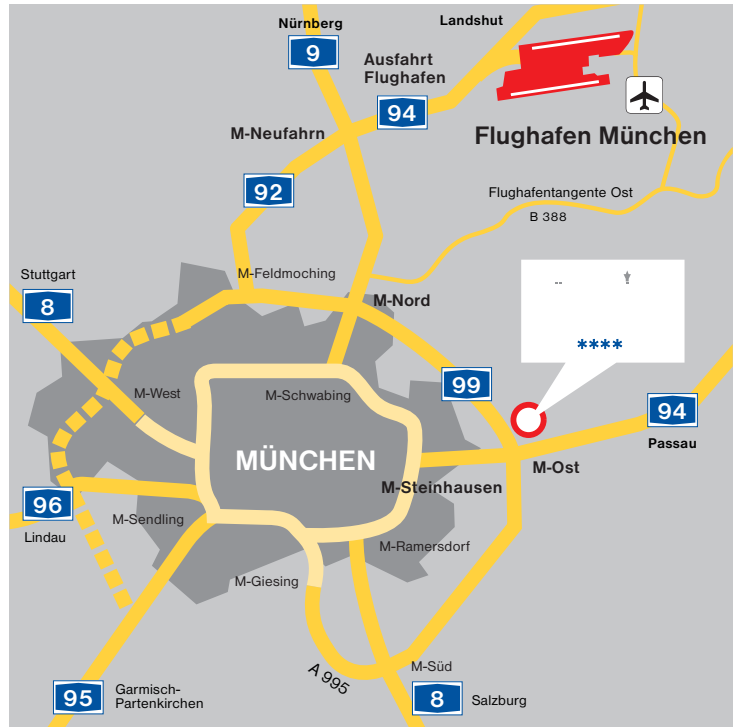 Nürnberg
Landshut
9
Ausfahrt
Flughafen
94
M-Neufahrn
Flughafen München
92
Flughafentangente Ost
B 388
Stuttgart
M-Feldmoching
8
M-Nord
****
M-West
M-Schwabing
99
94
Passau
MÜNCHEN
M-Ost
M-Steinhausen
96
M-Sendling
Lindau
M-Ramersdorf
M-Giesing
A 995
M-Süd
95
Garmisch-
Partenkirchen
8
Salzburg